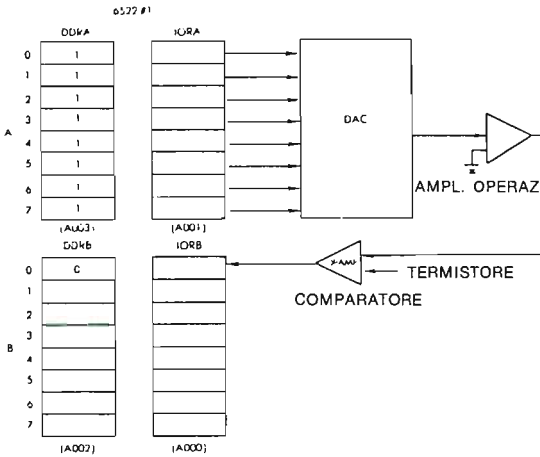 6522 #1
DDRA IORA
0 1
1 1
2 1
3 1
A
4 1
5 1
6 1
7 1
DAC
AMPL. OPERAZ
(A003) (A001)
DDRB IORB
0 C
1
2
3
B
4
5
6
7
TERMISTORE
COMPARATORE
(A002) (A000)